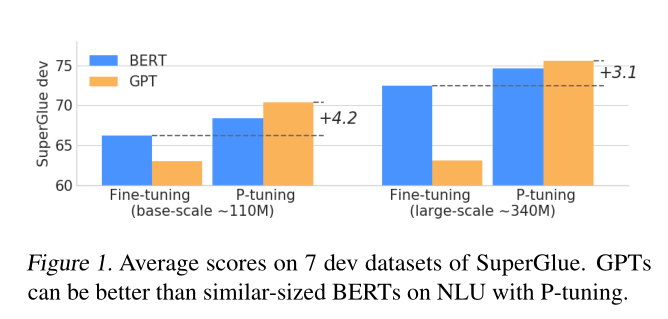 BERT
GPT
SuperGlue dev
75
70
65
60
+4.2
+3.1
Fine-tuning P-tuning Fine-tuning P-tuning
(base-scale ~110M) (large-scale ~340M)
Figure 1. Average scores on 7 dev datasets of SuperGlue. GPTs
can be better than similar-sized BERTs on NLU with P-tuning.